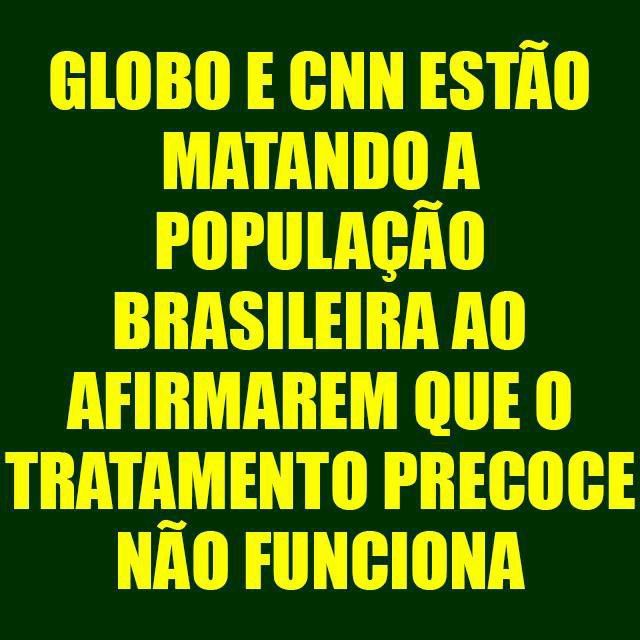 GLOBO E CNN ESTÃO
MATANDO A
POPULAÇÃO
BRASILEIRA AO
AFIRMAREM QUE O
TRATAMENTO PRECOCE
NÃO FUNCIONA